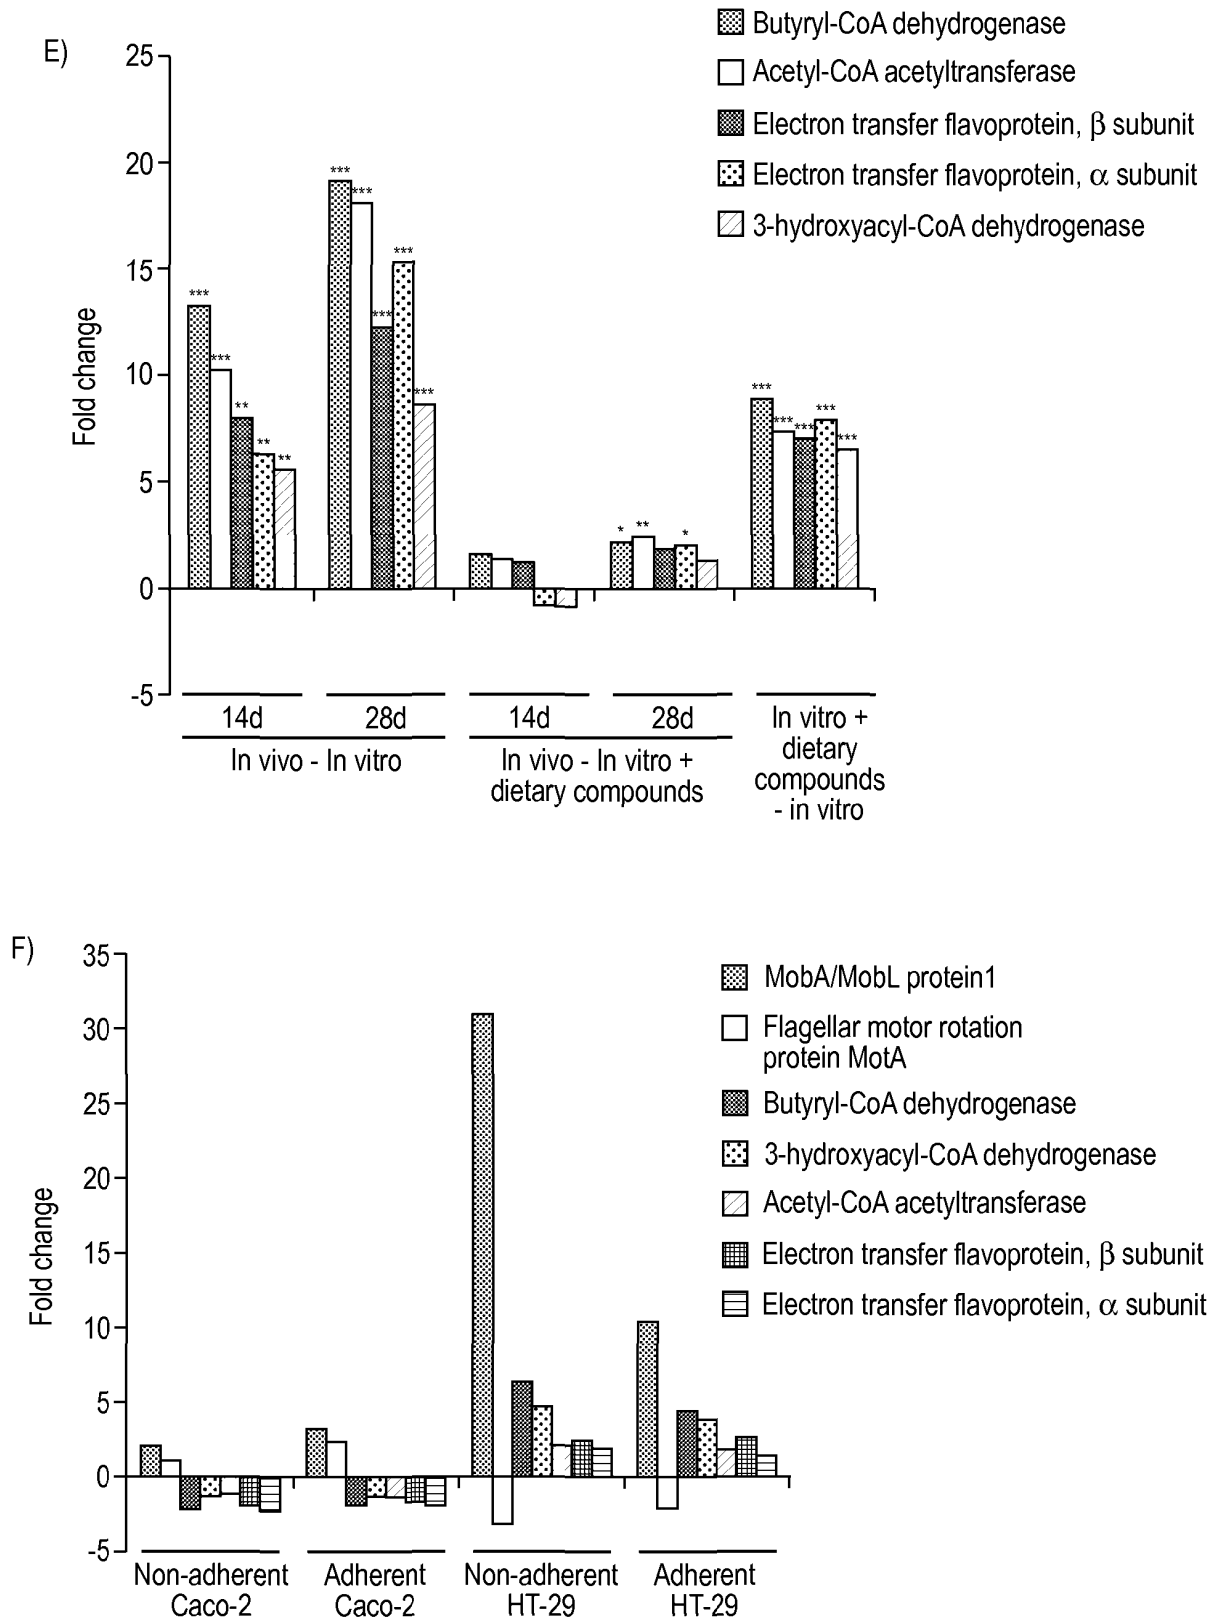 E)
Butyryl-CoA dehydrogenase
Acetyl-CoA acetyltransferase
Electron transfer flavoprotein, β subunit
Electron transfer flavoprotein, α subunit
3-hydroxyacyl-CoA dehydrogenase
Fold change
25
20
15
10
5
0
-5
*** *** ** ** **
*** *** *** *** ***
* ** *
*** *** *** *** ***
14d 28d 14d 28d
In vivo - In vitro
In vivo - In vitro +
dietary compounds
In vitro +
dietary
compounds
- in vitro
F)
MobA/MobL protein1
Flagellar motor rotation
protein MotA
Butyryl-CoA dehydrogenase
3-hydroxyacyl-CoA dehydrogenase
Acetyl-CoA acetyltransferase
Electron transfer flavoprotein, β subunit
Electron transfer flavoprotein, α subunit
Fold change
35
30
25
20
15
10
5
0
-5
Non-adherent
Caco-2
Adherent
Caco-2
Non-adherent
HT-29
Adherent
HT-29